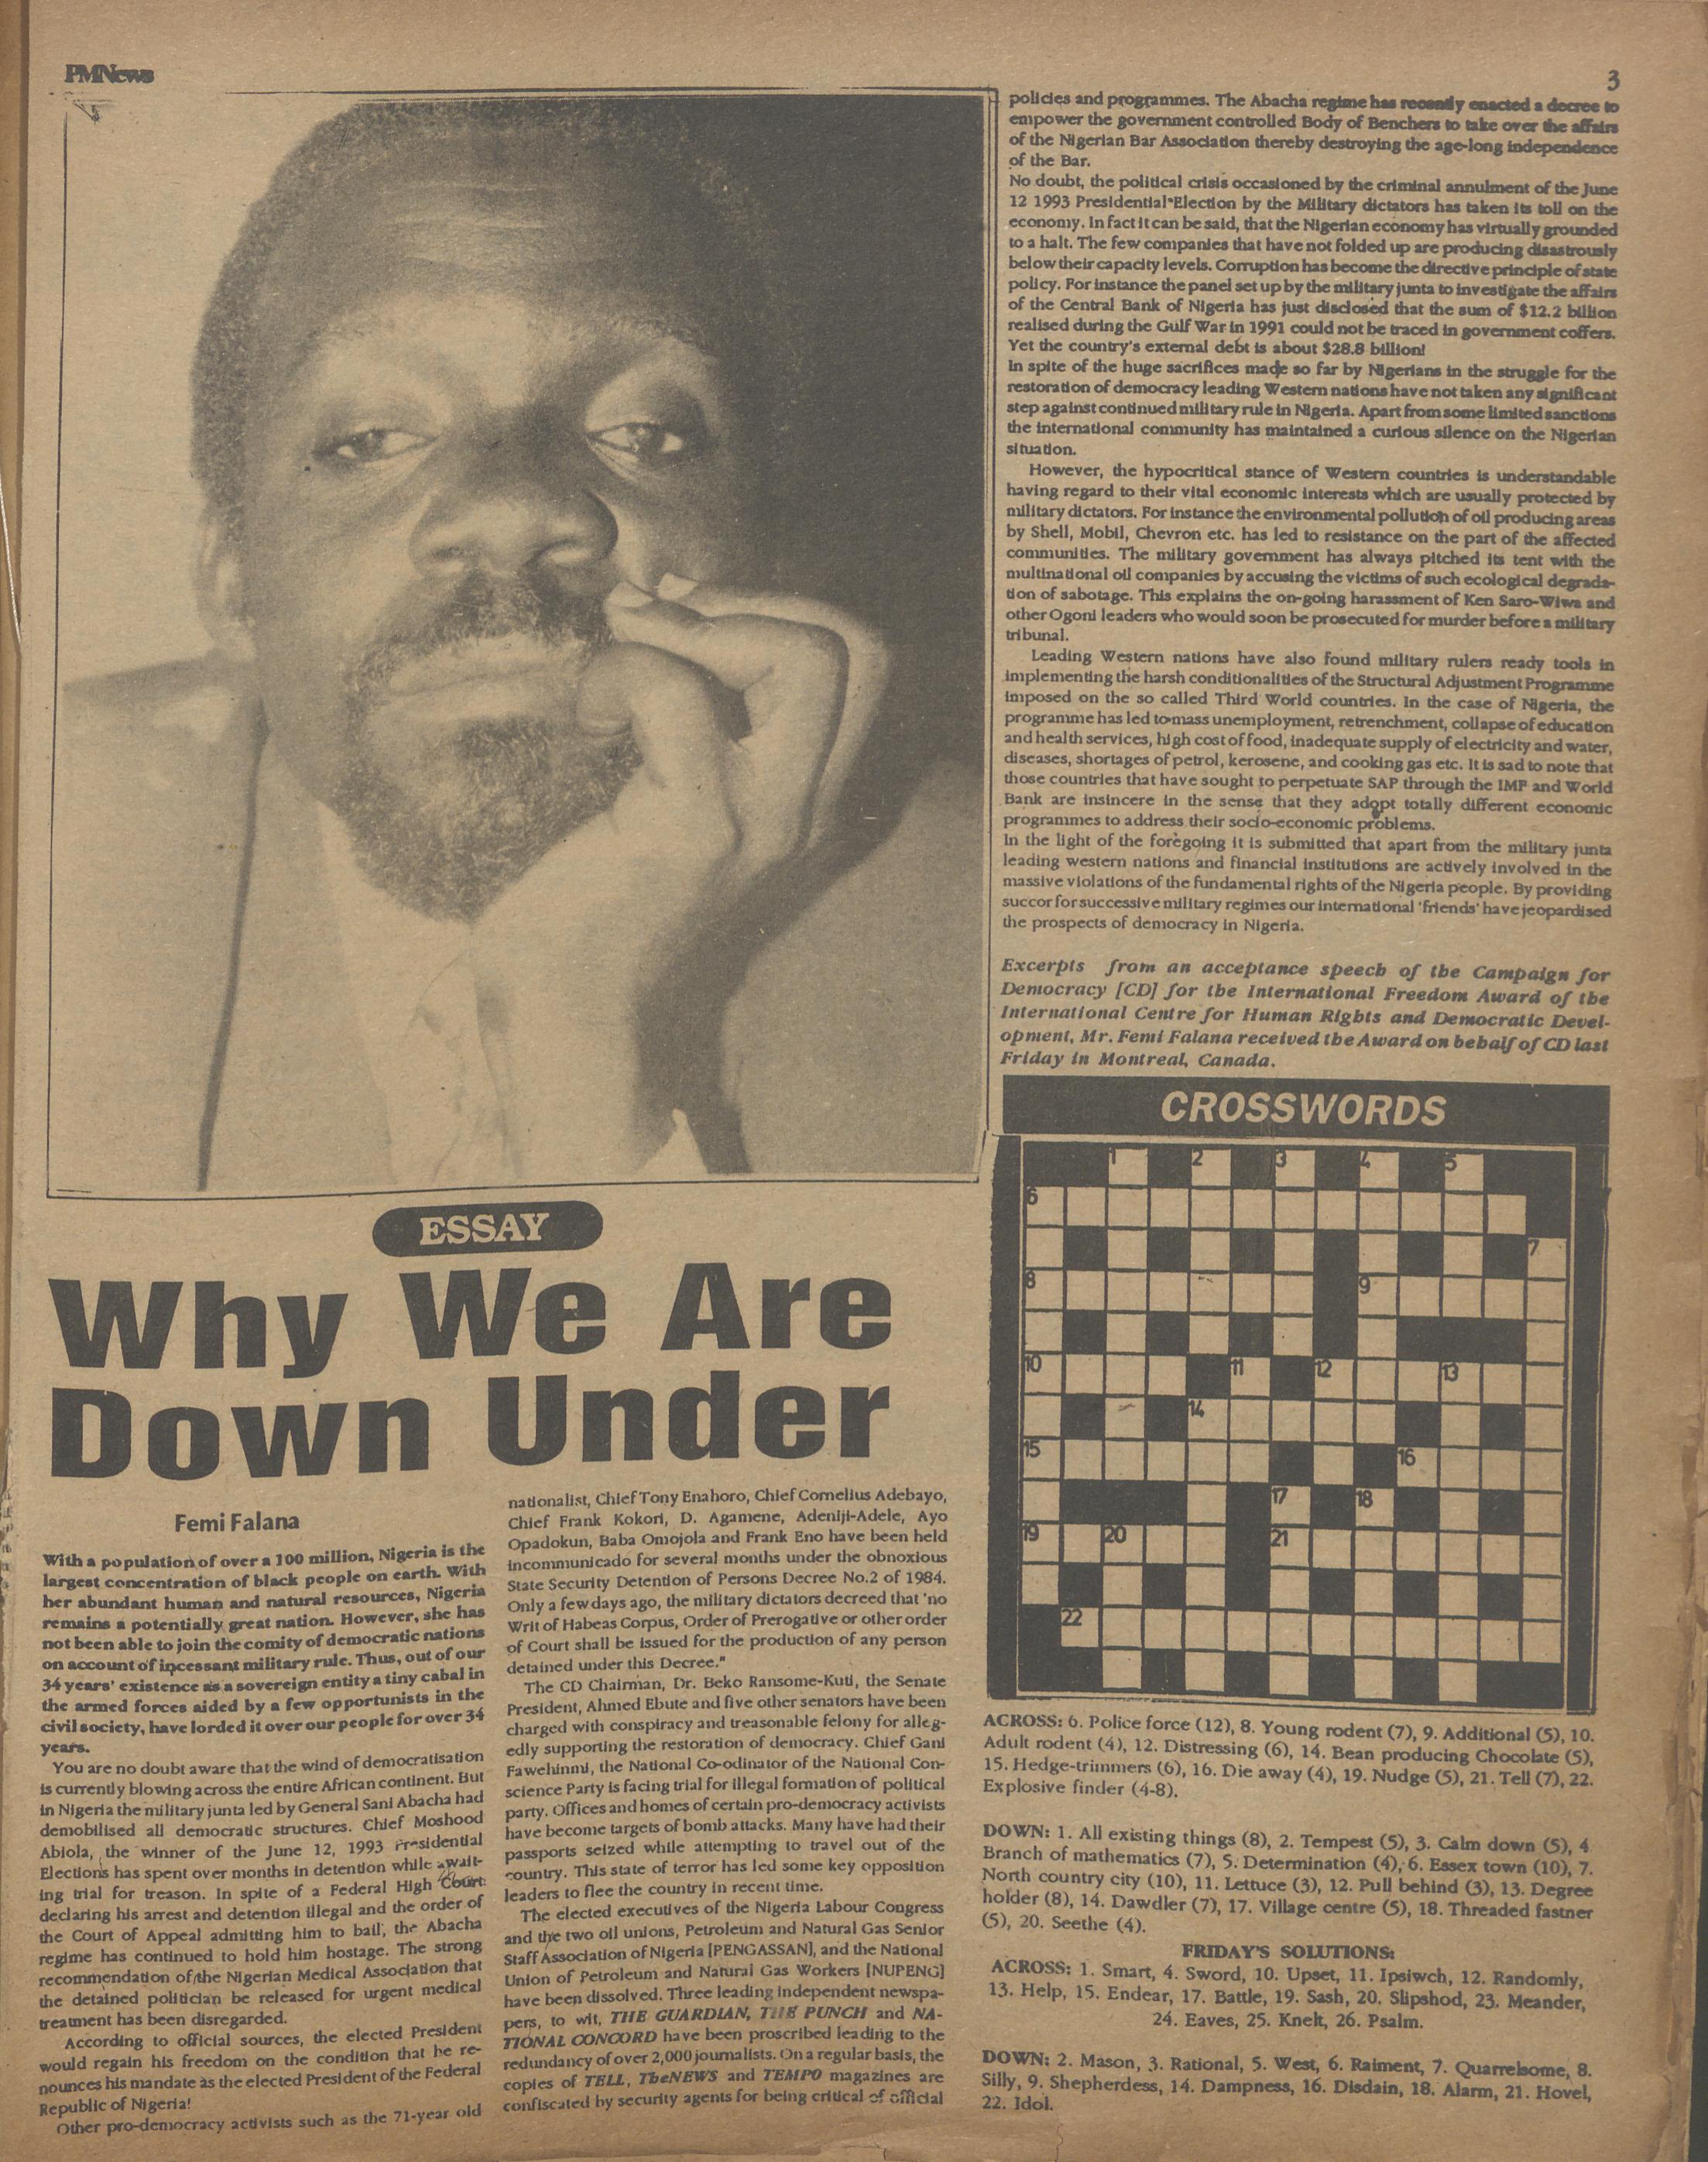 PMNews
3
ESSAY
Why We Are
Down Under
Femi Falana
With a population of over a 100 million, Nigeria is the
largest concentration of black people on earth. With
her abundant human and natural resources, Nigeria
remains a potentially great nation. However, she has
not been able to join the comity of democratic nations
on account of incessant military rule. Thus, out of our
34 years' existence as a sovereign entity a tiny cabal in
the armed forces aided by a few opportunists in the
civil society, have lorded it over our people for over 34
years.
You are no doubt aware that the wind of democratisation
is currently blowing across the entire African continent. But
in Nigeria the military junta led by General Sani Abacha had
demobilised all democratic structures. Chief Moshood
Abiola, the winner of the June 12, 1993 Presidential
Elections has spent over months in detention while await-
ing trial for treason. In spite of a Federal High Court
declaring his arrest and detention illegal and the order of
the Court of Appeal admitting him to bail, the Abacha
regime has continued to hold him hostage. The strong
recommendation of the Nigerian Medical Association that
the detained politician be released for urgent medical
treatment has been disregarded.
According to official sources, the elected President
would regain his freedom on the condition that he re-
nounces his mandate as the elected President of the Federal
Republic of Nigeria!
Other pro-democracy activists such as the 71-year old
nationalist, Chief Tony Enahoro, Chief Cornelius Adebayo,
Chief Frank Kokori, D. Agamene, Adeniji-Adele, Ayo
Opadokun, Baba Omojola and Frank Eno have been held
incommunicado for several months under the obnoxious
State Security Detention of Persons Decree No.2 of 1984.
Only a few days ago, the military dictators decreed that 'no
Writ of Habeas Corpus, Order of Prerogative or other order
of Court shall be issued for the production of any person
detained under this Decree."
The CD Chairman, Dr. Beko Ransome-Kuti, the Senate
President, Ahmed Ebute and five other senators have been
charged with conspiracy and treasonable felony for alleg-
edly supporting the restoration of democracy. Chief Gani
Fawehinmi, the National Co-odinator of the National Con-
science Party is facing trial for illegal formation of political
party. Offices and homes of certain pro-democracy activists
have become targets of bomb attacks. Many have had their
passports seized while attempting to travel out of the
country. This state of terror has led some key opposition
leaders to flee the country in recent time.
The elected executives of the Nigeria Labour Congress
and the two oil unions, Petroleum and Natural Gas Senior
Staff Association of Nigeria [PENGASSAN], and the National
Union of Petroleum and Natural Gas Workers [NUPENG]
have been dissolved. Three leading independent newspa-
pers, to wit, THE GUARDIAN, THE PUNCH and NA-
TIONAL CONCORD have been proscribed leading to the
redundancy of over 2,000 journalists. On a regular basis, the
copies of TELL, TheNEWS and TEMPO magazines are
confiscated by security agents for being critical of official
policies and programmes. The Abacha regime has recently enacted a decree to
empower the government controlled Body of Benchers to take over the affairs
of the Nigerian Bar Association thereby destroying the age-long independence
of the Bar.
No doubt, the political crisis occasioned by the criminal annulment of the June
12 1993 Presidential Election by the Military dictators has taken its toll on the
economy. In fact it can be said, that the Nigerian economy has virtually grounded
to a halt. The few companies that have not folded up are producing disastrously
below their capacity levels. Corruption has become the directive principle of state
policy. For instance the panel set up by the military junta to investigate the affairs
of the Central Bank of Nigeria has just disclosed that the sum of $12.2 billion
realised during the Gulf War in 1991 could not be traced in government coffers.
Yet the country's external debt is about $28.8 billion!
In spite of the huge sacrifices made so far by Nigerians in the struggle for the
restoration of democracy leading Western nations have not taken any significant
step against continued military rule in Nigeria. Apart from some limited sanctions
the international community has maintained a curious silence on the Nigerian
situation.
However, the hypocritical stance of Western countries is understandable
having regard to their vital economic interests which are usually protected by
military dictators. For instance the environmental pollution of oil producing areas
by Shell, Mobil, Chevron etc. has led to resistance on the part of the affected
communities. The military government has always pitched its tent with the
multinational oil companies by accusing the victims of such ecological degrada-
tion of sabotage. This explains the on-going harassment of Ken Saro-Wiwa and
other Ogoni leaders who would soon be prosecuted for murder before a military
tribunal.
Leading Western nations have also found military rulers ready tools in
implementing the harsh conditionalities of the Structural Adjustment Programme
imposed on the so called Third World countries. In the case of Nigeria, the
programme has led to mass unemployment, retrenchment, collapse of education
and health services, high cost of food, inadequate supply of electricity and water,
diseases, shortages of petrol, kerosene, and cooking gas etc. It is sad to note that
those countries that have sought to perpetuate SAP through the IMF and World
Bank are insincere in the sense that they adopt totally different economic
programmes to address their socio-economic problems.
In the light of the foregoing it is submitted that apart from the military junta
leading western nations and financial institutions are actively involved in the
massive violations of the fundamental rights of the Nigeria people. By providing
succor for successive military regimes our international 'friends' have jeopardised
the prospects of democracy in Nigeria.
Excerpts from an acceptance speech of the Campaign for
Democracy [CD] for the International Freedom Award of the
International Centre for Human Rights and Democratic Devel-
opment, Mr. Femi Falana received the Award on behalf of CD last
Friday in Montreal, Canada.
CROSSWORDS
1 2 3 4 5
6
7
8 9
10 11 12 13
14
15 16
17 18
19 20 21
22
ACROSS: 6. Police force (12), 8. Young rodent (7), 9. Additional (5), 10.
Adult rodent (4), 12. Distressing (6), 14. Bean producing Chocolate (5),
15. Hedge-trimmers (6), 16. Die away (4), 19. Nudge (5), 21. Tell (7), 22.
Explosive finder (4-8).
DOWN: 1. All existing things (8), 2. Tempest (5), 3. Calm down (5), 4
Branch of mathematics (7), 5. Determination (4), 6. Essex town (10), 7.
North country city (10), 11. Lettuce (3), 12. Pull behind (3), 13. Degree
holder (8), 14. Dawdler (7), 17. Village centre (5), 18. Threaded fastner
(5), 20. Seethe (4).
FRIDAY'S SOLUTIONS:
ACROSS: 1. Smart, 4. Sword, 10. Upset, 11. Ipsiwch, 12. Randomly,
13. Help, 15. Endear, 17. Battle, 19. Sash, 20. Slipshod, 23. Meander,
24. Eaves, 25. Knelt, 26. Psalm.
DOWN: 2. Mason, 3. Rational, 5. West, 6. Raiment, 7. Quarrelsome, 8.
Silly, 9. Shepherdess, 14. Dampness, 16. Disdain, 18. Alarm, 21. Hovel,
22. Idol.